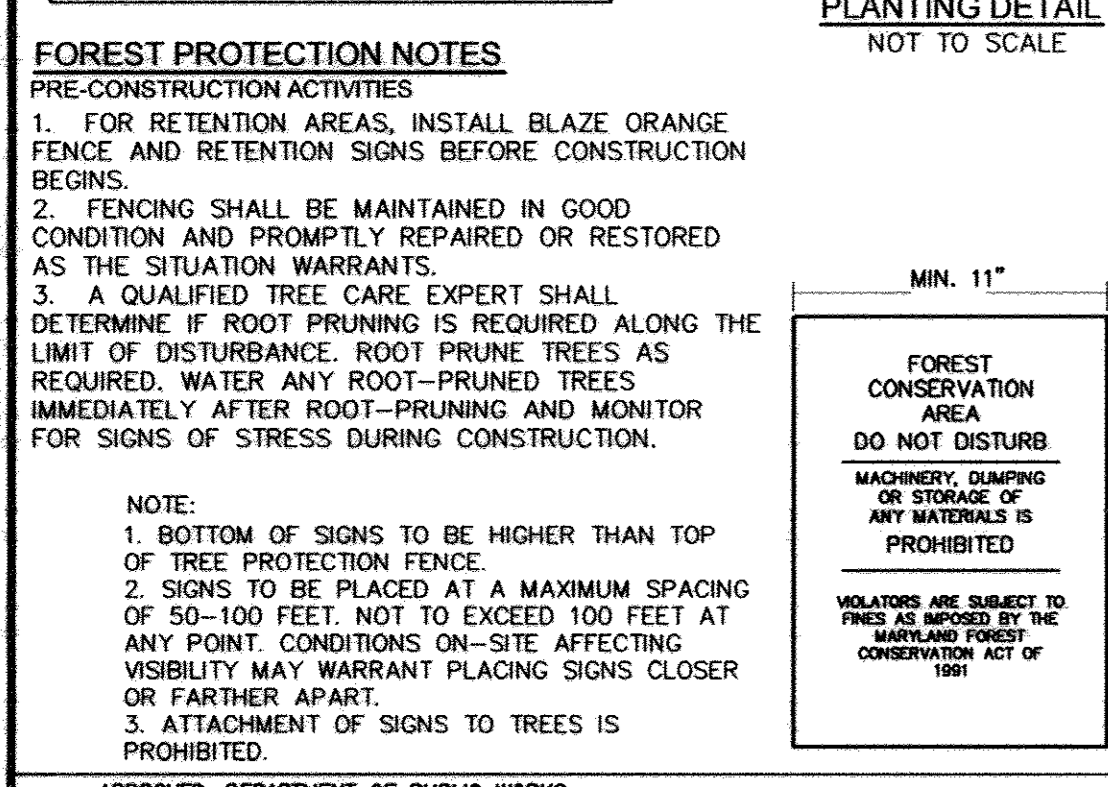 PLANTING DETAIL
NOT TO SCALE
FOREST PROTECTION NOTES
PRE-CONSTRUCTION ACTIVITIES
1. FOR RETENTION AREAS, INSTALL BLAZE ORANGE
FENCE AND RETENTION SIGNS BEFORE CONSTRUCTION
BEGINS.
2. FENCING SHALL BE MAINTAINED IN GOOD
CONDITION AND PROMPTLY REPAIRED OR RESTORED
AS THE SITUATION WARRANTS.
3. A QUALIFIED TREE CARE EXPERT SHALL
DETERMINE IF ROOT PRUNING IS REQUIRED ALONG THE
LIMIT OF DISTURBANCE. ROOT PRUNE TREES AS
REQUIRED. WATER ANY ROOT-PRUNED TREES
IMMEDIATELY AFTER ROOT-PRUNING AND MONITOR
FOR SIGNS OF STRESS DURING CONSTRUCTION.
NOTE:
1. BOTTOM OF SIGNS TO BE HIGHER THAN TOP
OF TREE PROTECTION FENCE.
2. SIGNS TO BE PLACED AT A MAXIMUM SPACING
OF 50-100 FEET. NOT TO EXCEED 100 FEET AT
ANY POINT. CONDITIONS ON-SITE AFFECTING
VISIBILITY MAY WARRANT PLACING SIGNS CLOSER
OR FARTHER APART.
3. ATTACHMENT OF SIGNS TO TREES IS
PROHIBITED.
MIN. 11"
FOREST
CONSERVATION
AREA
DO NOT DISTURB
MACHINERY, DUMPING
OR STORAGE OF
ANY MATERIALS IS
PROHIBITED
VIOLATORS ARE SUBJECT TO
FINES AS IMPOSED BY THE
MARYLAND FOREST
CONSERVATION ACT OF
1991
APPROVED: DEPARTMENT OF PUBLIC WORKS